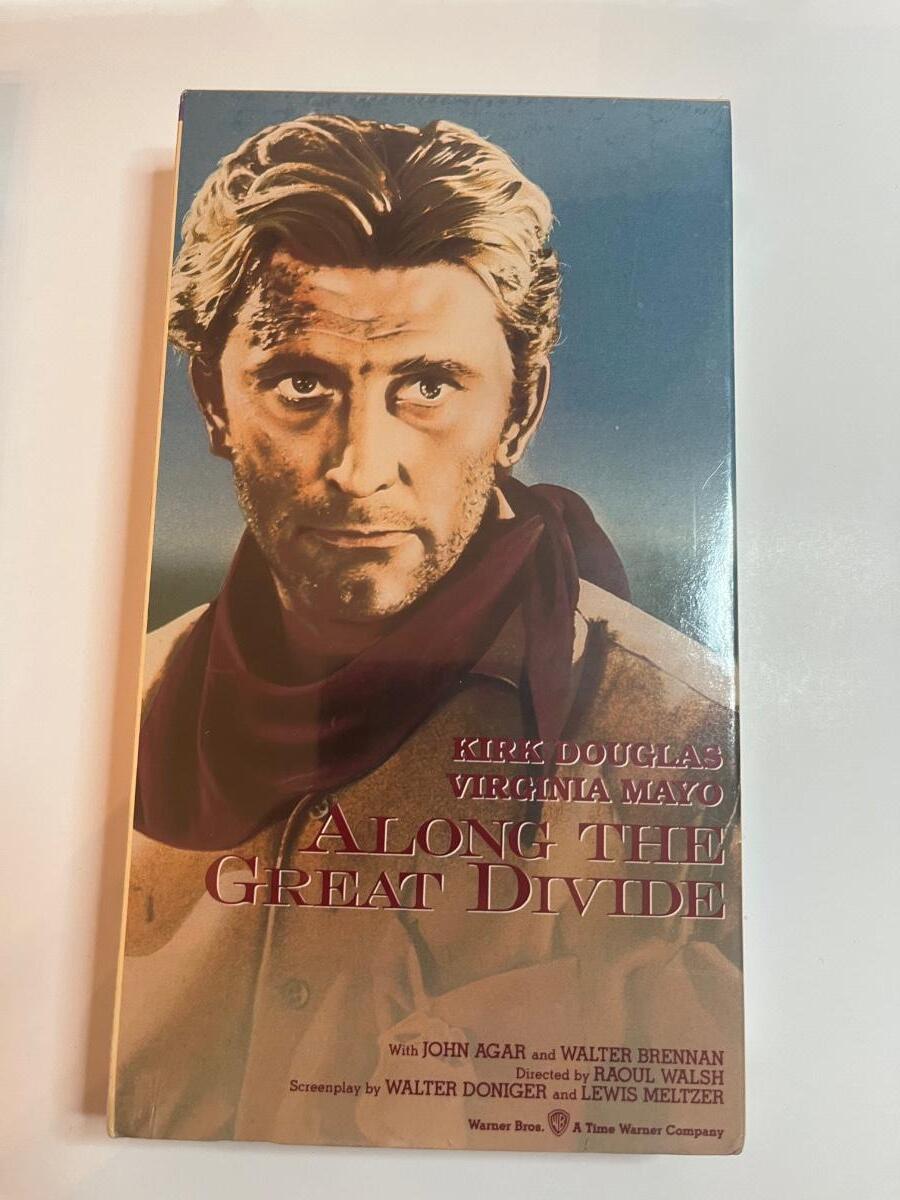 KIRK DOUGLAS
VIRGINIA MAYO
ALONG THE
GREAT DIVIDE
With JOHN AGAR and WALTER BRENNAN
Directed by RAOUL WALSH
Screenplay by WALTER DONIGER and LEWIS MELTZER
Warner Bros. WB A Time Warner Company